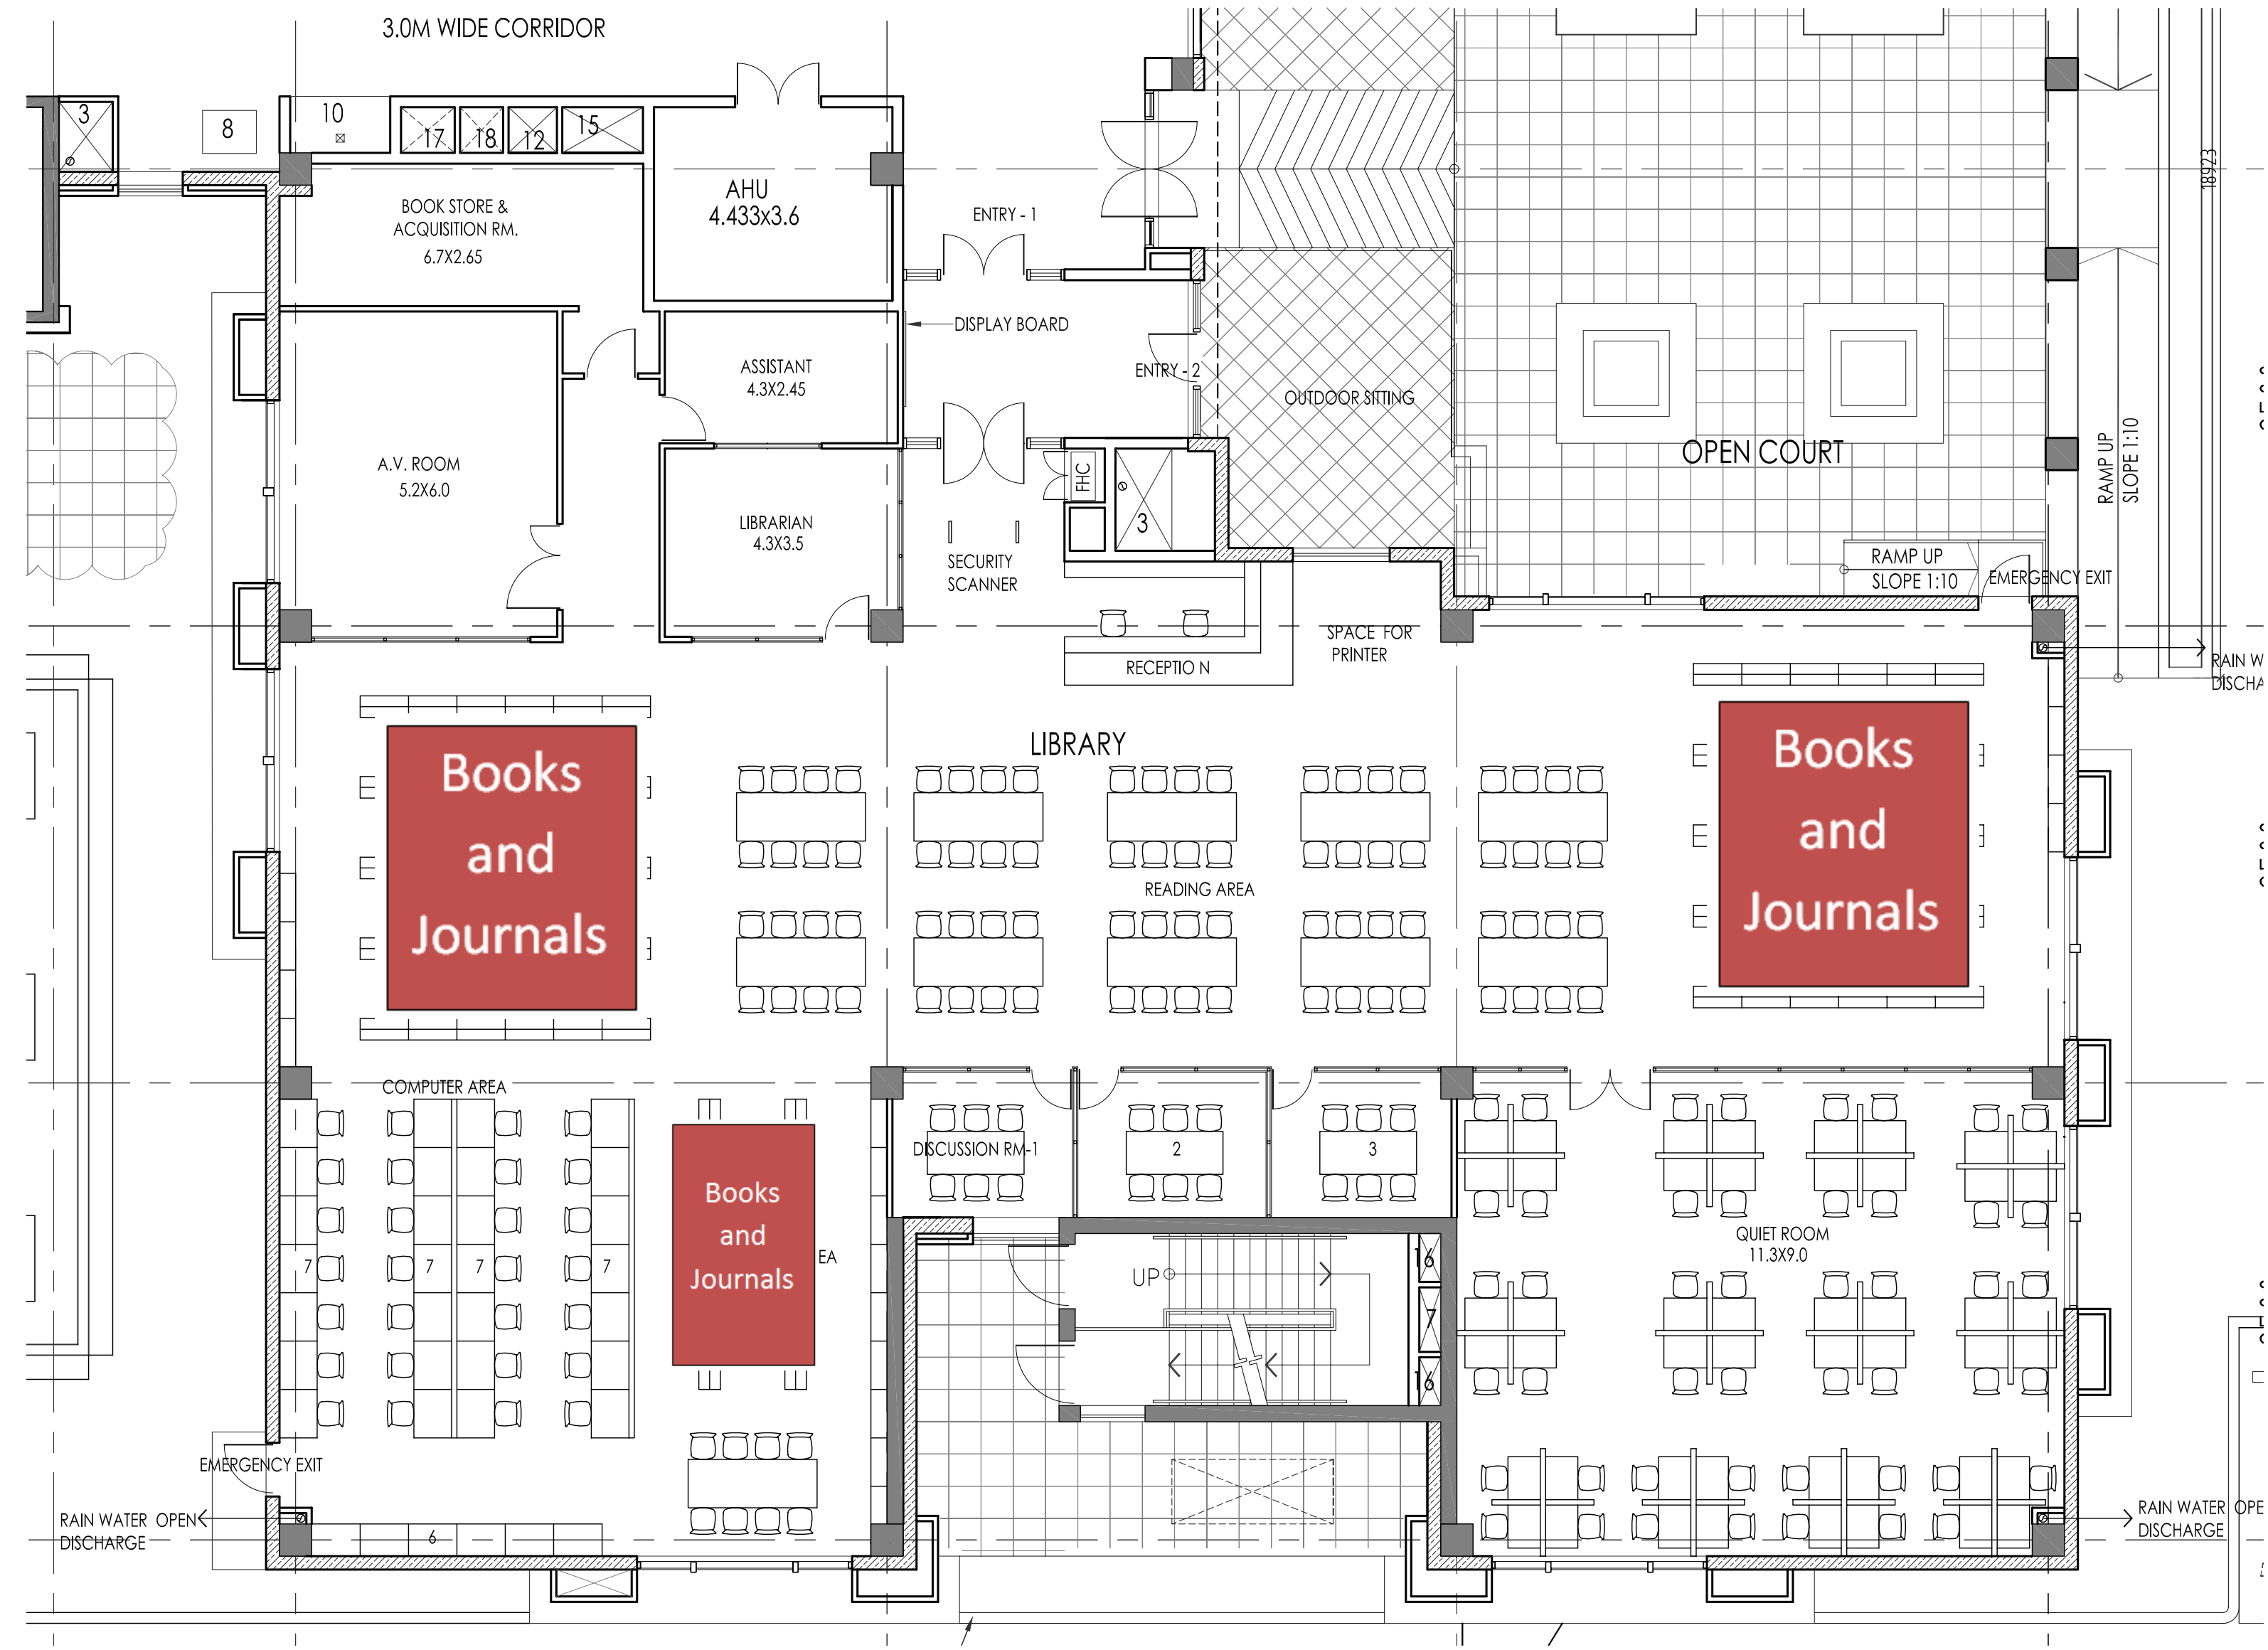 3.0M WIDE CORRIDOR
3
8
10
17
18
12
15
AHU
4.433x3.6
BOOK STORE &
ACQUISITION RM.
6.7X2.65
ENTRY - 1
18923
DISPLAY BOARD
ASSISTANT
4.3X2.45
ENTRY - 2
OUTDOOR SITTING
OPEN COURT
RAMP UP
SLOPE 1:10
A.V. ROOM
5.2X6.0
FHC
3
LIBRARIAN
4.3X3.5
SECURITY
SCANNER
RAMP UP
SLOPE 1:10
EMERGENCY EXIT
SPACE FOR
PRINTER
RECEPTIO N
RAIN W
DISCHA
LIBRARY
Books
and
Journals
Books
and
Journals
READING AREA
COMPUTER AREA
DISCUSSION RM-1
2
3
Books
and
Journals
EA
7
7
7
7
UP
16
7
16
QUIET ROOM
11.3X9.0
EMERGENCY EXIT
RAIN WATER OPEN
DISCHARGE
6
RAIN WATER OPE
DISCHARGE